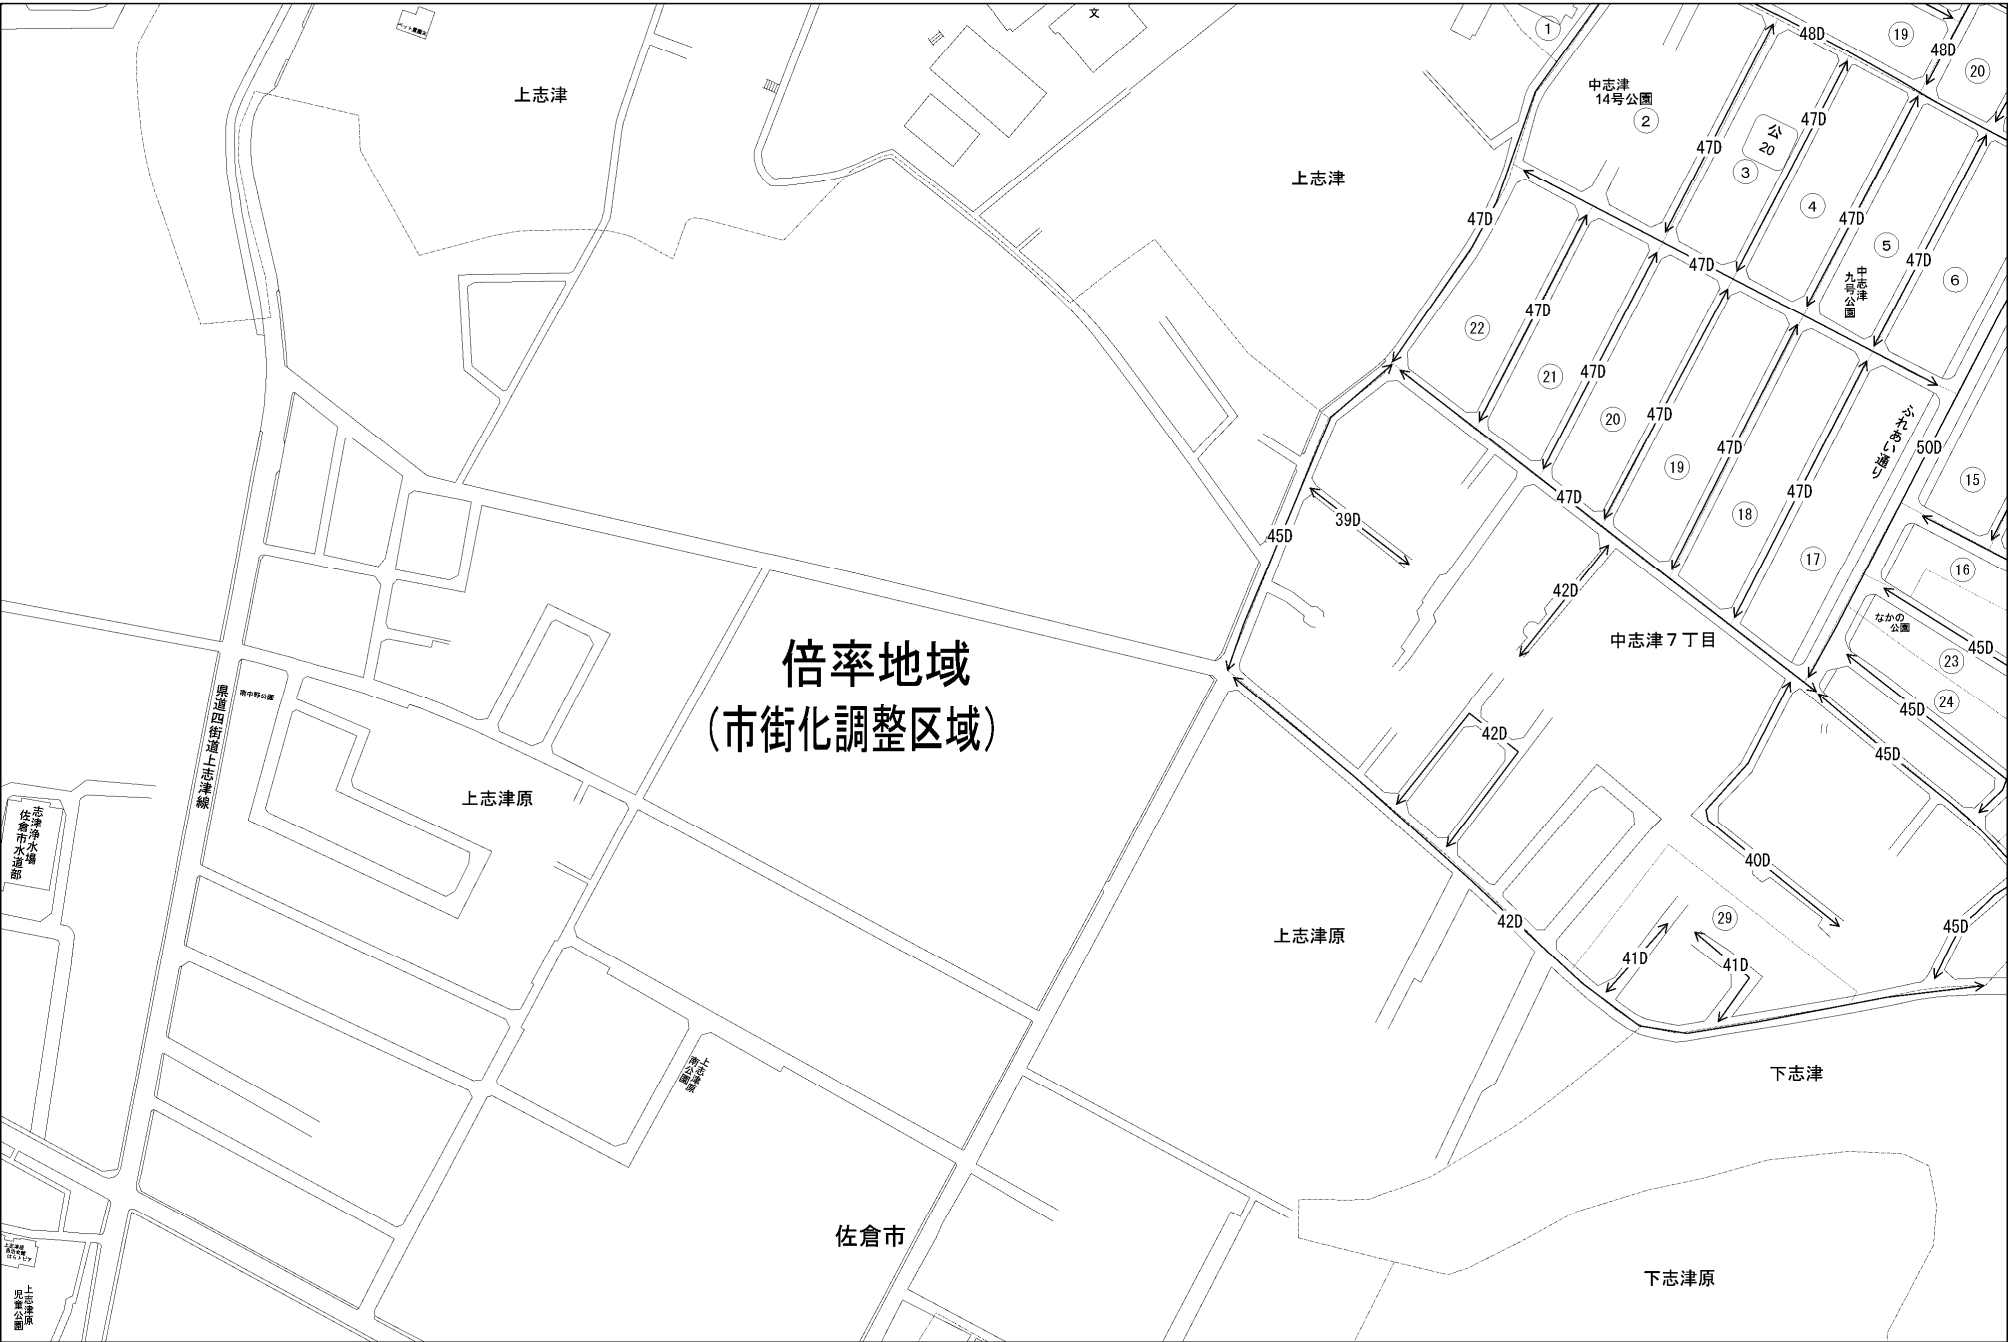 文
①
19
48D
48D
20
ペット霊園天
上志津
中志津
14号公園
②
公
20
47D
47D
③
上志津
④
47D
47D
⑤
47D
47D
中志津
九号公園
⑥
22
47D
21
47D
20
47D
19
47D
18
47D
17
47D
ふれあい通り
50D
15
16
45D
39D
42D
中志津7丁目
なかの
公園
45D
23
24
45D
45D
倍率地域
(市街化調整区域)
県道四街道上志津線
南中野公園
上志津原
志津浄水場
佐倉市水道部
42D
40D
29
42D
41D
41D
45D
上志津原
上志津原
南公園
下志津
佐倉市
下志津原
上志津原
児童公園